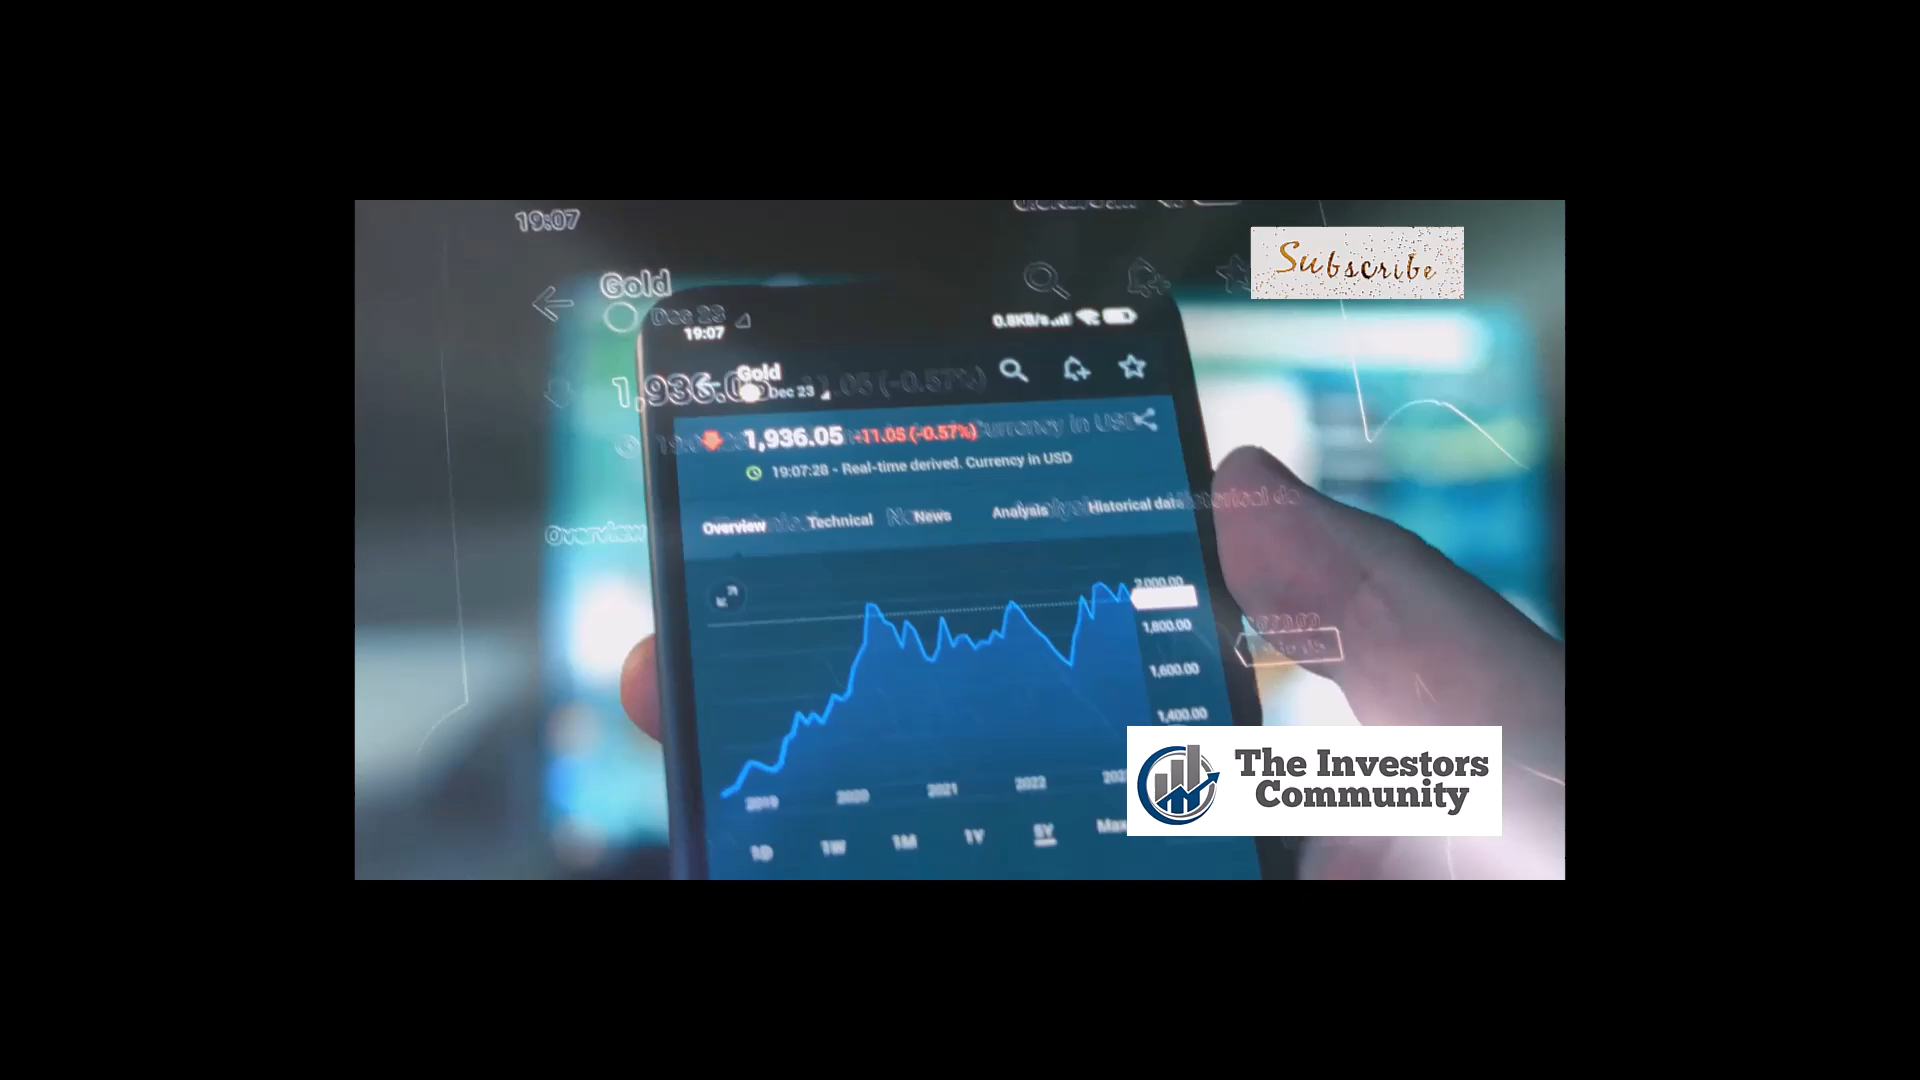 19:07
Subscribe
Gold
Dec 23
19:07
0.8KB/s
Gold
Dec 23
1,936.05 -11.05 (-0.57%)
19:07:28 - Real-time derived. Currency in USD
Overview
Overview Technical News Analysis Historical data
2,000.00
1,800.00
1,600.00
1,400.00
2019 2020 2021 2022
1D 1W 1M 1Y 5Y Max
The Investors
Community